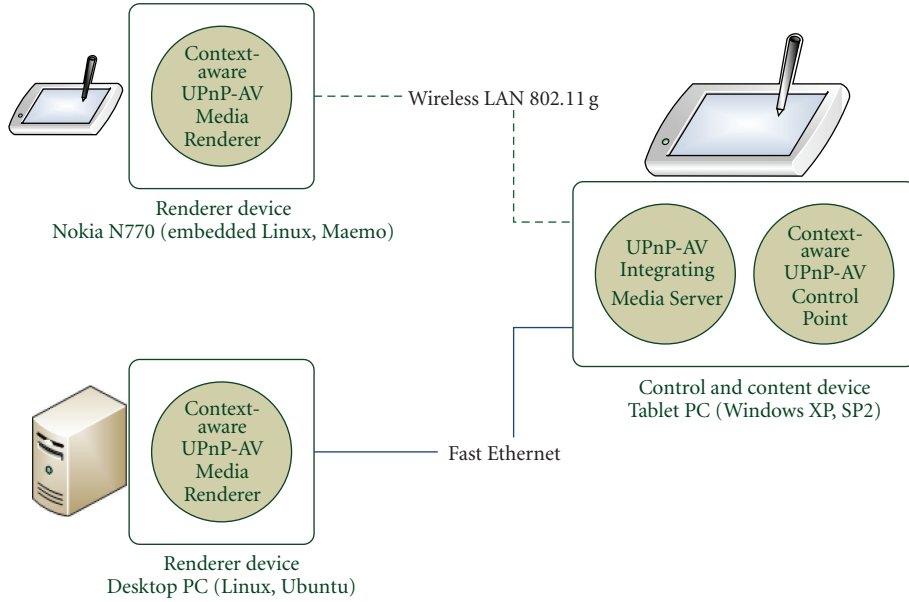 Context-
aware
UPnP-AV
Media
Renderer
Renderer device
Nokia N770 (embedded Linux, Maemo)
Wireless LAN 802.11 g
UPnP-AV
Integrating
Media Server
Context-
aware
UPnP-AV
Control
Point
Control and content device
Tablet PC (Windows XP, SP2)
Context-
aware
UPnP-AV
Media
Renderer
Fast Ethernet
Renderer device
Desktop PC (Linux, Ubuntu)